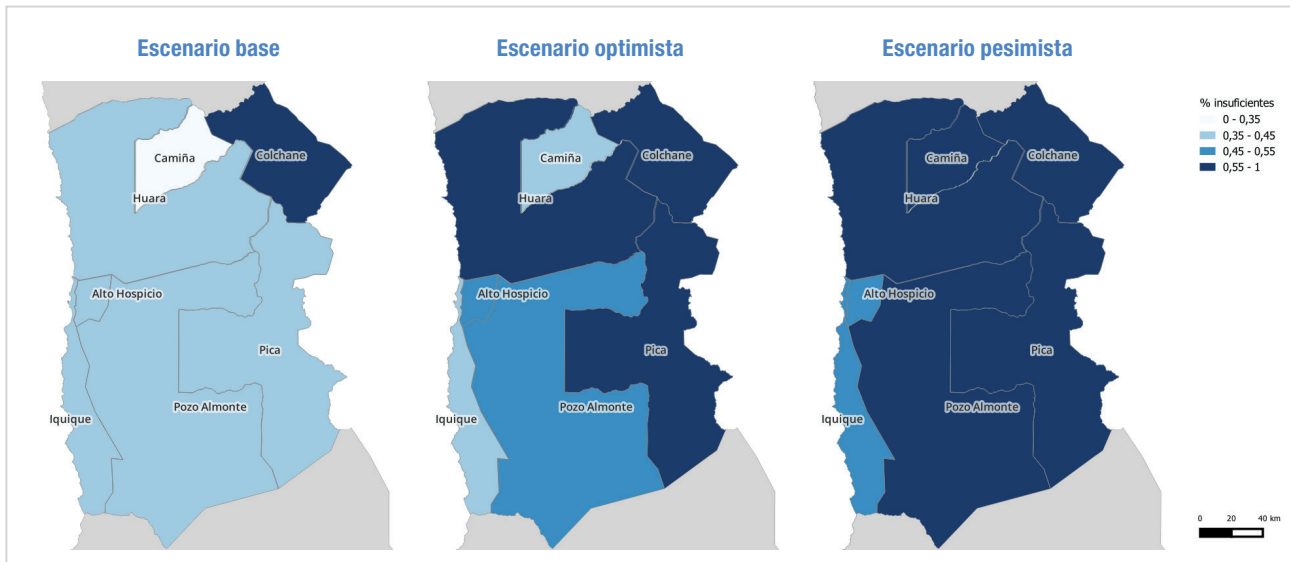 Escenario base
Escenario optimista
Escenario pesimista
% insuficientes
0 - 0,35
0,35 - 0,45
0,45 - 0,55
0,55 - 1
Camiña
Colchane
Huara
Alto Hospicio
Pica
Pozo Almonte
Iquique
Camiña
Colchane
Huara
Alto Hospicio
Pica
Pozo Almonte
Iquique
Camiña
Colchane
Huara
Alto Hospicio
Pica
Pozo Almonte
Iquique
0 20 40 km